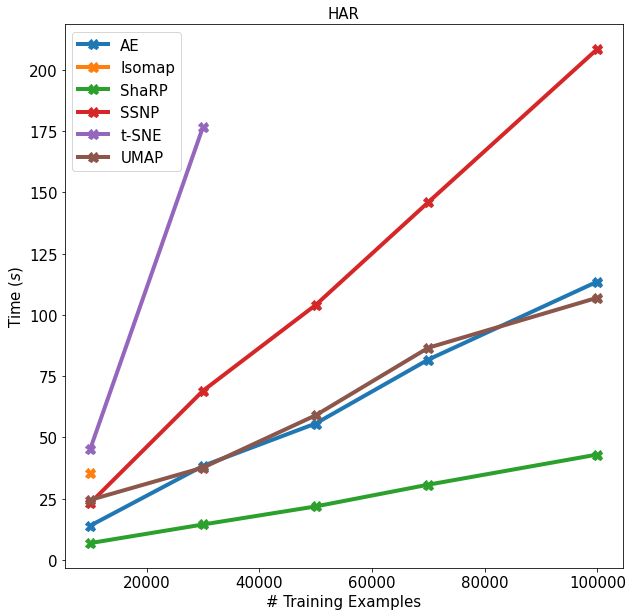 HAR
AE
Isomap
ShaRP
SSNP
t-SNE
UMAP
Time (s)
200
175
150
125
100
75
50
25
0
20000 40000 60000 80000 100000
# Training Examples